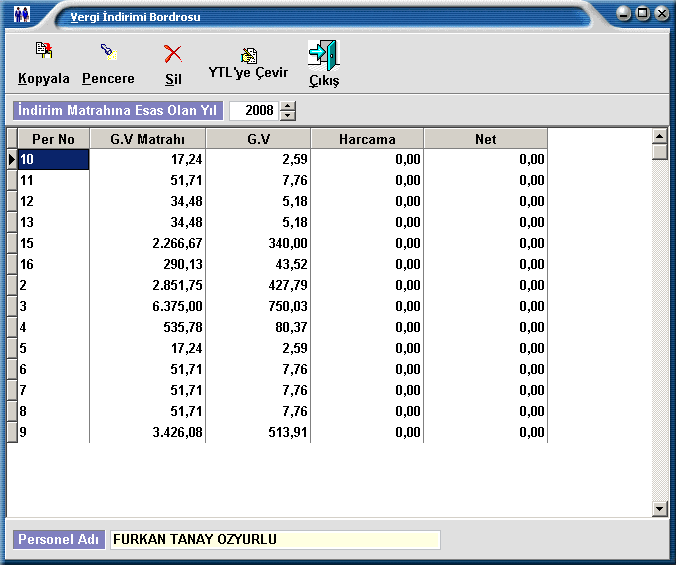 Vergi İndirimi Bordrosu
Kopyala Pencere Sil YTL'ye Çevir Çıkış
İndirim Matrahına Esas Olan Yıl 2008
Per No G.V Matrahı G.V Harcama Net
10 17,24 2,59 0,00 0,00
11 51,71 7,76 0,00 0,00
12 34,48 5,18 0,00 0,00
13 34,48 5,18 0,00 0,00
15 2.266,67 340,00 0,00 0,00
16 290,13 43,52 0,00 0,00
2 2.851,75 427,79 0,00 0,00
3 6.375,00 750,03 0,00 0,00
4 535,78 80,37 0,00 0,00
5 17,24 2,59 0,00 0,00
6 51,71 7,76 0,00 0,00
7 51,71 7,76 0,00 0,00
8 51,71 7,76 0,00 0,00
9 3.426,08 513,91 0,00 0,00
Personel Adı FURKAN TANAY OZYURLU